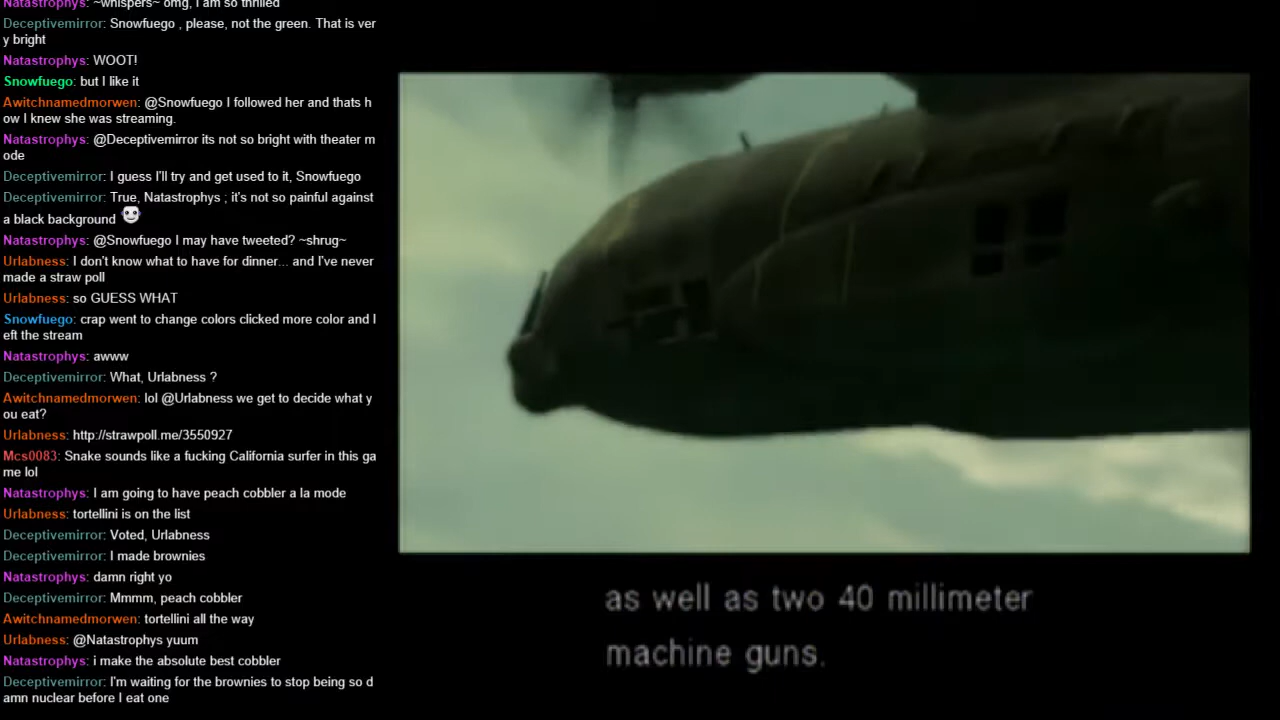 Natastrophys: ~whispers~ omg, I am so thrilled
Deceptivemirror: Snowfuego , please, not the green. That is ver
y bright
Natastrophys: WOOT!
Snowfuego: but I like it
Awitchnamedmorwen: @Snowfuego I followed her and thats h
ow I knew she was streaming.
Natastrophys: @Deceptivemirror its not so bright with theater m
ode
Deceptivemirror: I guess I'll try and get used to it, Snowfuego
Deceptivemirror: True, Natastrophys ; it's not so painful against
a black background
Natastrophys: @Snowfuego I may have tweeted? ~shrug~
Urlabness: I don't know what to have for dinner... and I've never
made a straw poll
Urlabness: so GUESS WHAT
Snowfuego: crap went to change colors clicked more color and l
eft the stream
Natastrophys: awww
Deceptivemirror: What, Urlabness ?
Awitchnamedmorwen: lol @Urlabness we get to decide what y
ou eat?
Urlabness: http://strawpoll.me/3550927
Mcs0083: Snake sounds like a fucking California surfer in this ga
me lol
Natastrophys: I am going to have peach cobbler a la mode
Urlabness: tortellini is on the list
Deceptivemirror: Voted, Urlabness
Deceptivemirror: I made brownies
Natastrophys: damn right yo
Deceptivemirror: Mmmm, peach cobbler
Awitchnamedmorwen: tortellini all the way
Urlabness: @Natastrophys yuum
Natastrophys: i make the absolute best cobbler
Deceptivemirror: I'm waiting for the brownies to stop being so d
amn nuclear before I eat one
as well as two 40 millimeter
machine guns.